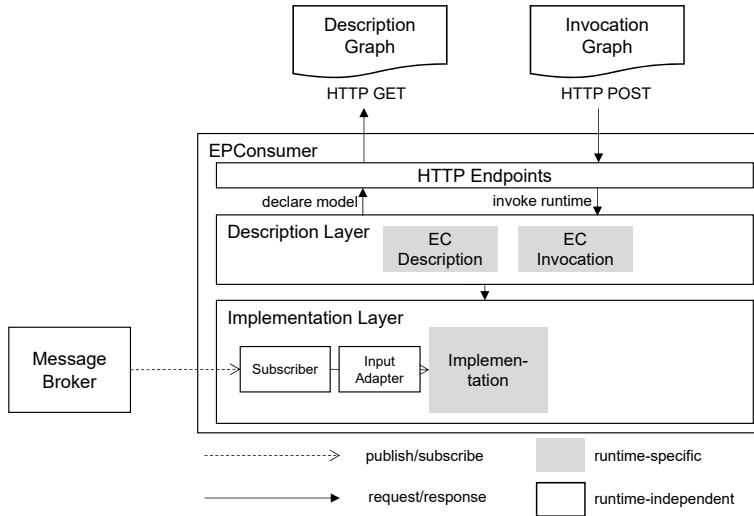 Description
Graph
Invocation
Graph
HTTP GET
HTTP POST
EPConsumer
HTTP Endpoints
declare model
invoke runtime
Description Layer
EC
Description
EC
Invocation
Implementation Layer
Message
Broker
Subscriber
Input
Adapter
Implemen-
tation
publish/subscribe
runtime-specific
request/response
runtime-independent